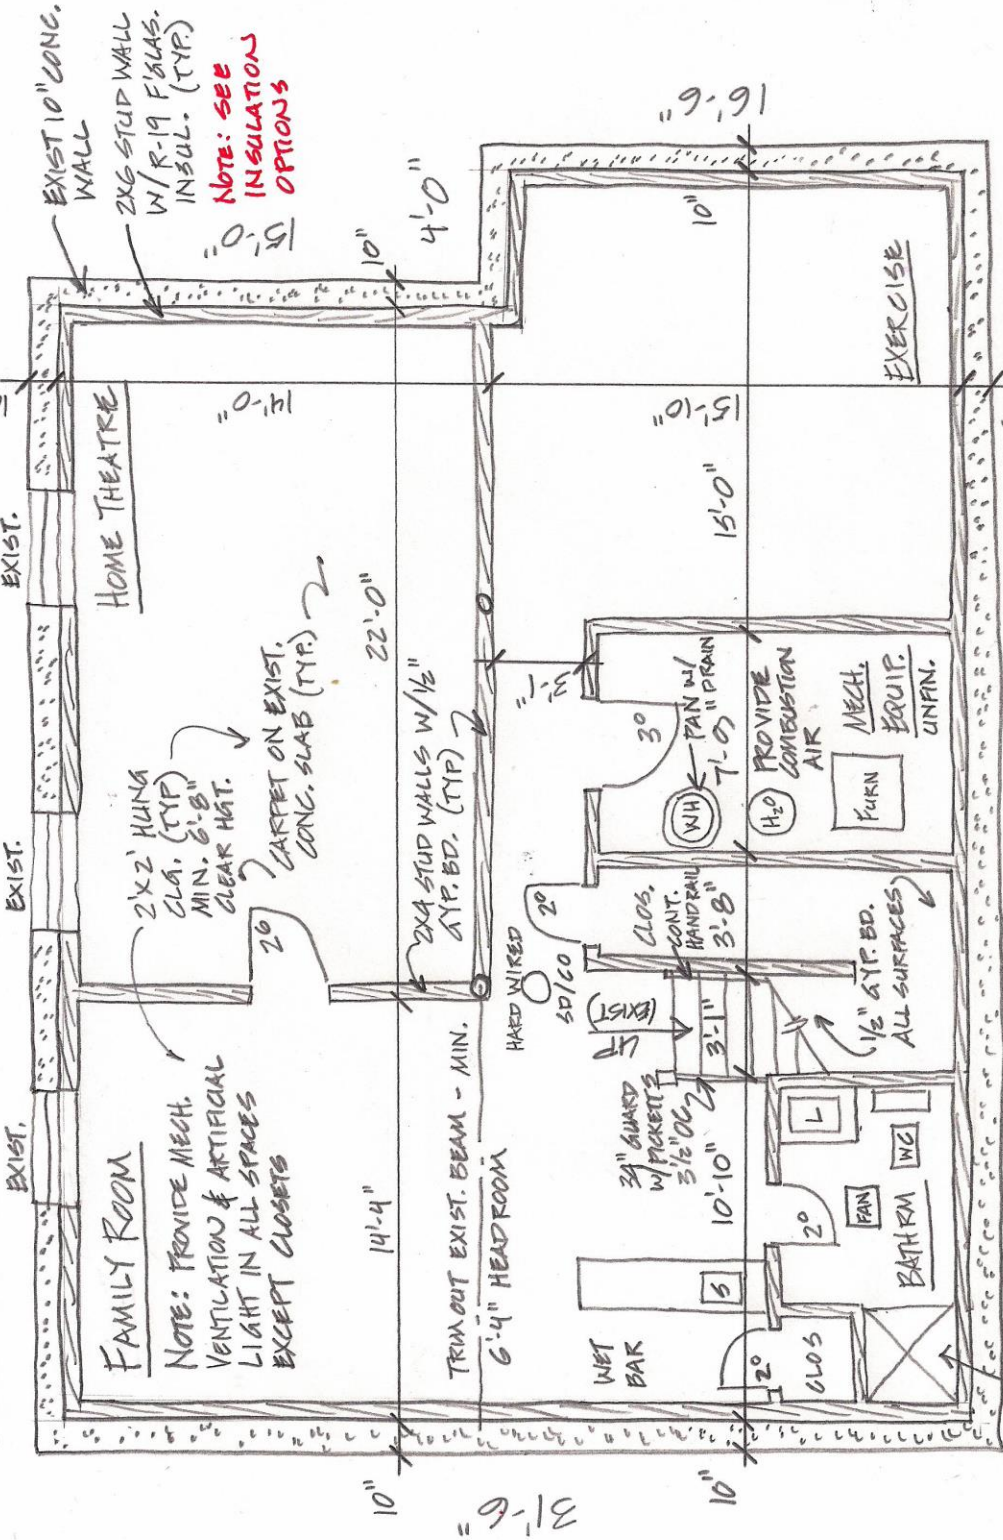 EXIST 10" CONC.
WALL
2X6 STUD WALL
W/ R-19 F'GLAS.
INSUL. (TYP.)
NOTE: SEE
INSULATION
OPTIONS
EXIST.
EXIST.
EXIST.
FAMILY ROOM
NOTE: PROVIDE MECH.
VENTILATION & ARTIFICIAL
LIGHT IN ALL SPACES
EXCEPT CLOSETS
2'X2' HUNG
CLG. (TYP)
MIN. 6'-8"
CLEAR HGT.
26
CARPET ON EXIST.
CONC. SLAB (TYP.)
HOME THEATRE
14'-0"
15'-0"
10"
4'-0"
10"
14'-4"
22'-0"
2X4 STUD WALLS W/ ½"
GYP. BD. (TYP)
TRIM OUT EXIST. BEAM - MIN.
6'-4" HEADROOM
HARD WIRED
SD/CO
31'-6"
WET
BAR
S
34" GUARD
W/ PICKETS
3½" OC
UP
(EXIST)
3'-1"
CLOS.
CONT.
HANDRAIL
3'-8"
2⁰
3⁰
3'-1"
WH
PAN W/
DRAIN
7'-0"
H₂O
PROVIDE
COMBUSTION
AIR
FURN
MECH.
EQUIP.
UNFIN.
15'-0"
15'-10"
10"
16'-6"
EXERCISE
10"
10'-10"
2⁰
CLOS
2⁰
FAN
L
WC
BATHRM
½" GYP. BD.
ALL SURFACES